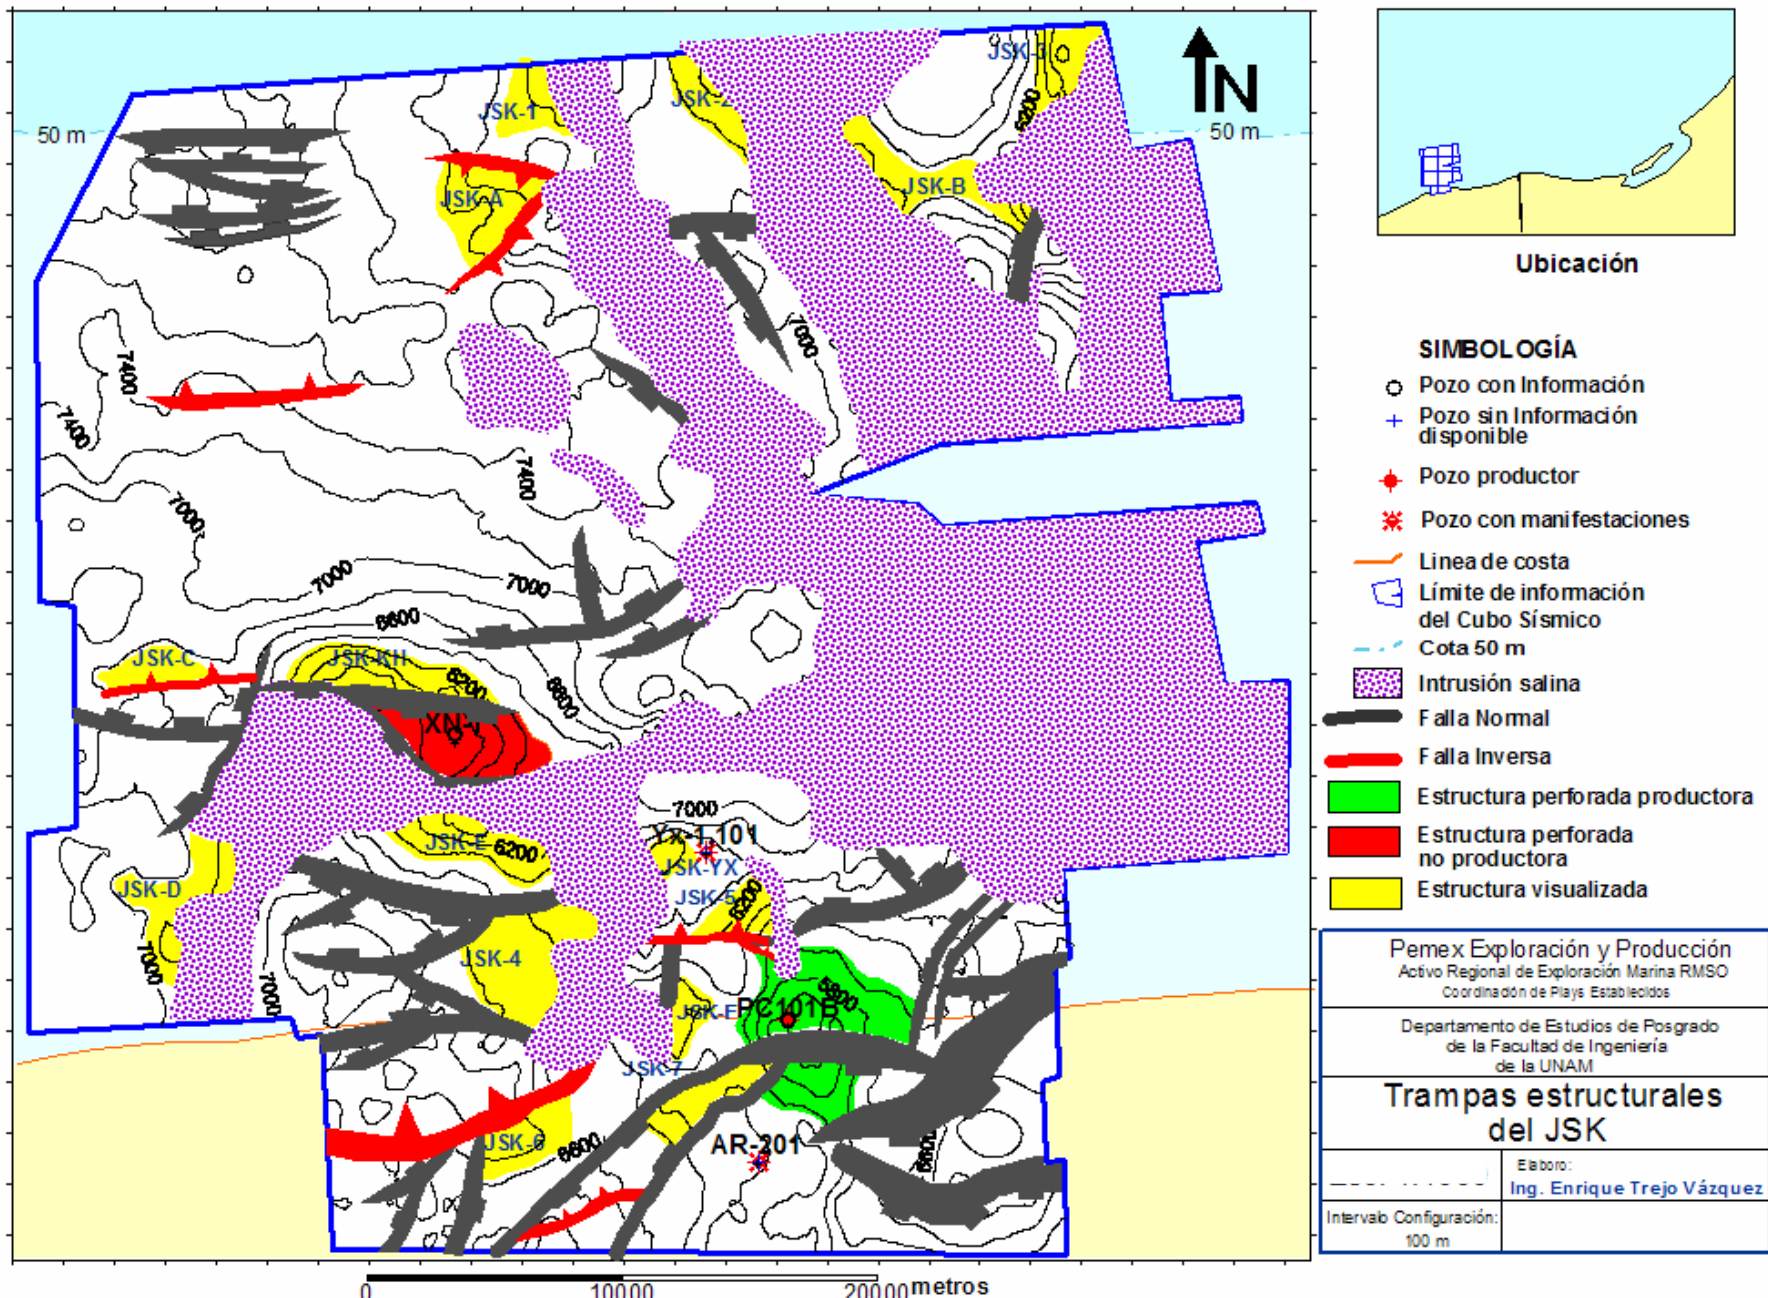 JSK-3
N
JSK-1
JSK-2
6600
50 m
50 m
JSK-A
JSK-B
7000
7400
7400
7400
7000
7000
7000
6600
JSK-C
JSK-KH
6200
6600
XN-1
7000
Yx-1,101
JSK-E
6200
JSK-YX
JSK-D
JSK-5
6200
JSK-4
7000
7000
6600
PC101B
JSK-F
JSK-7
JSK-6
6600
AR-201
6600
0
10000
20000 metros
Ubicación
SIMBOLOGÍA
Pozo con Información
Pozo sin Información
disponible
Pozo productor
Pozo con manifestaciones
Linea de costa
Límite de información
del Cubo Sísmico
Cota 50 m
Intrusión salina
Falla Normal
Falla Inversa
Estructura perforada productora
Estructura perforada
no productora
Estructura visualizada
Pemex Exploración y Producción
Activo Regional de Exploración Marina RMSO
Coordinación de Plays Establecidos
Departamento de Estudios de Posgrado
de la Facultad de Ingeniería
de la UNAM
Trampas estructurales
del JSK
Elaboro:
Ing. Enrique Trejo Vázquez
Intervalo Configuración:
100 m